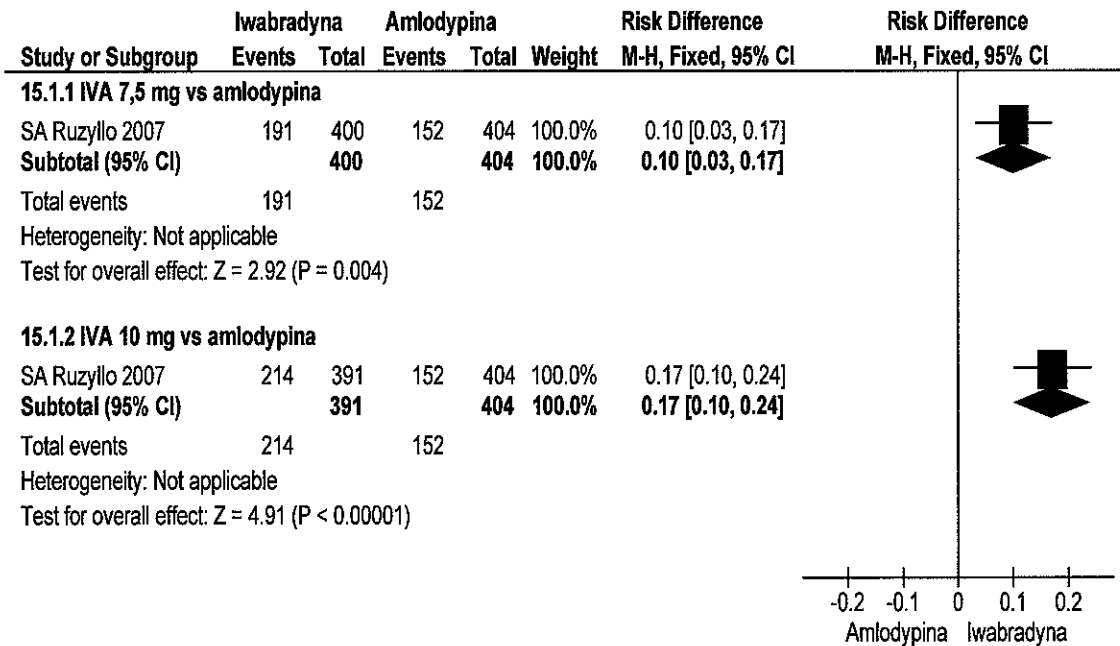 Iwabradyna Amlodypina Risk Difference Risk Difference
Study or Subgroup Events Total Events Total Weight M-H, Fixed, 95% CI M-H, Fixed, 95% CI
15.1.1 IVA 7,5 mg vs amlodypina
SA Ruzyllo 2007 191 400 152 404 100.0% 0.10 [0.03, 0.17]
Subtotal (95% CI) 400 404 100.0% 0.10 [0.03, 0.17]
Total events 191 152
Heterogeneity: Not applicable
Test for overall effect: Z = 2.92 (P = 0.004)
15.1.2 IVA 10 mg vs amlodypina
SA Ruzyllo 2007 214 391 152 404 100.0% 0.17 [0.10, 0.24]
Subtotal (95% CI) 391 404 100.0% 0.17 [0.10, 0.24]
Total events 214 152
Heterogeneity: Not applicable
Test for overall effect: Z = 4.91 (P < 0.00001)
-0.2 -0.1 0 0.1 0.2
Amlodypina Iwabradyna